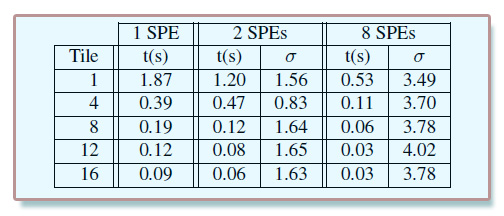 1 SPE 2 SPEs 8 SPEs
Tile t(s) t(s) σ t(s) σ
1 1.87 1.20 1.56 0.53 3.49
4 0.39 0.47 0.83 0.11 3.70
8 0.19 0.12 1.64 0.06 3.78
12 0.12 0.08 1.65 0.03 4.02
16 0.09 0.06 1.63 0.03 3.78